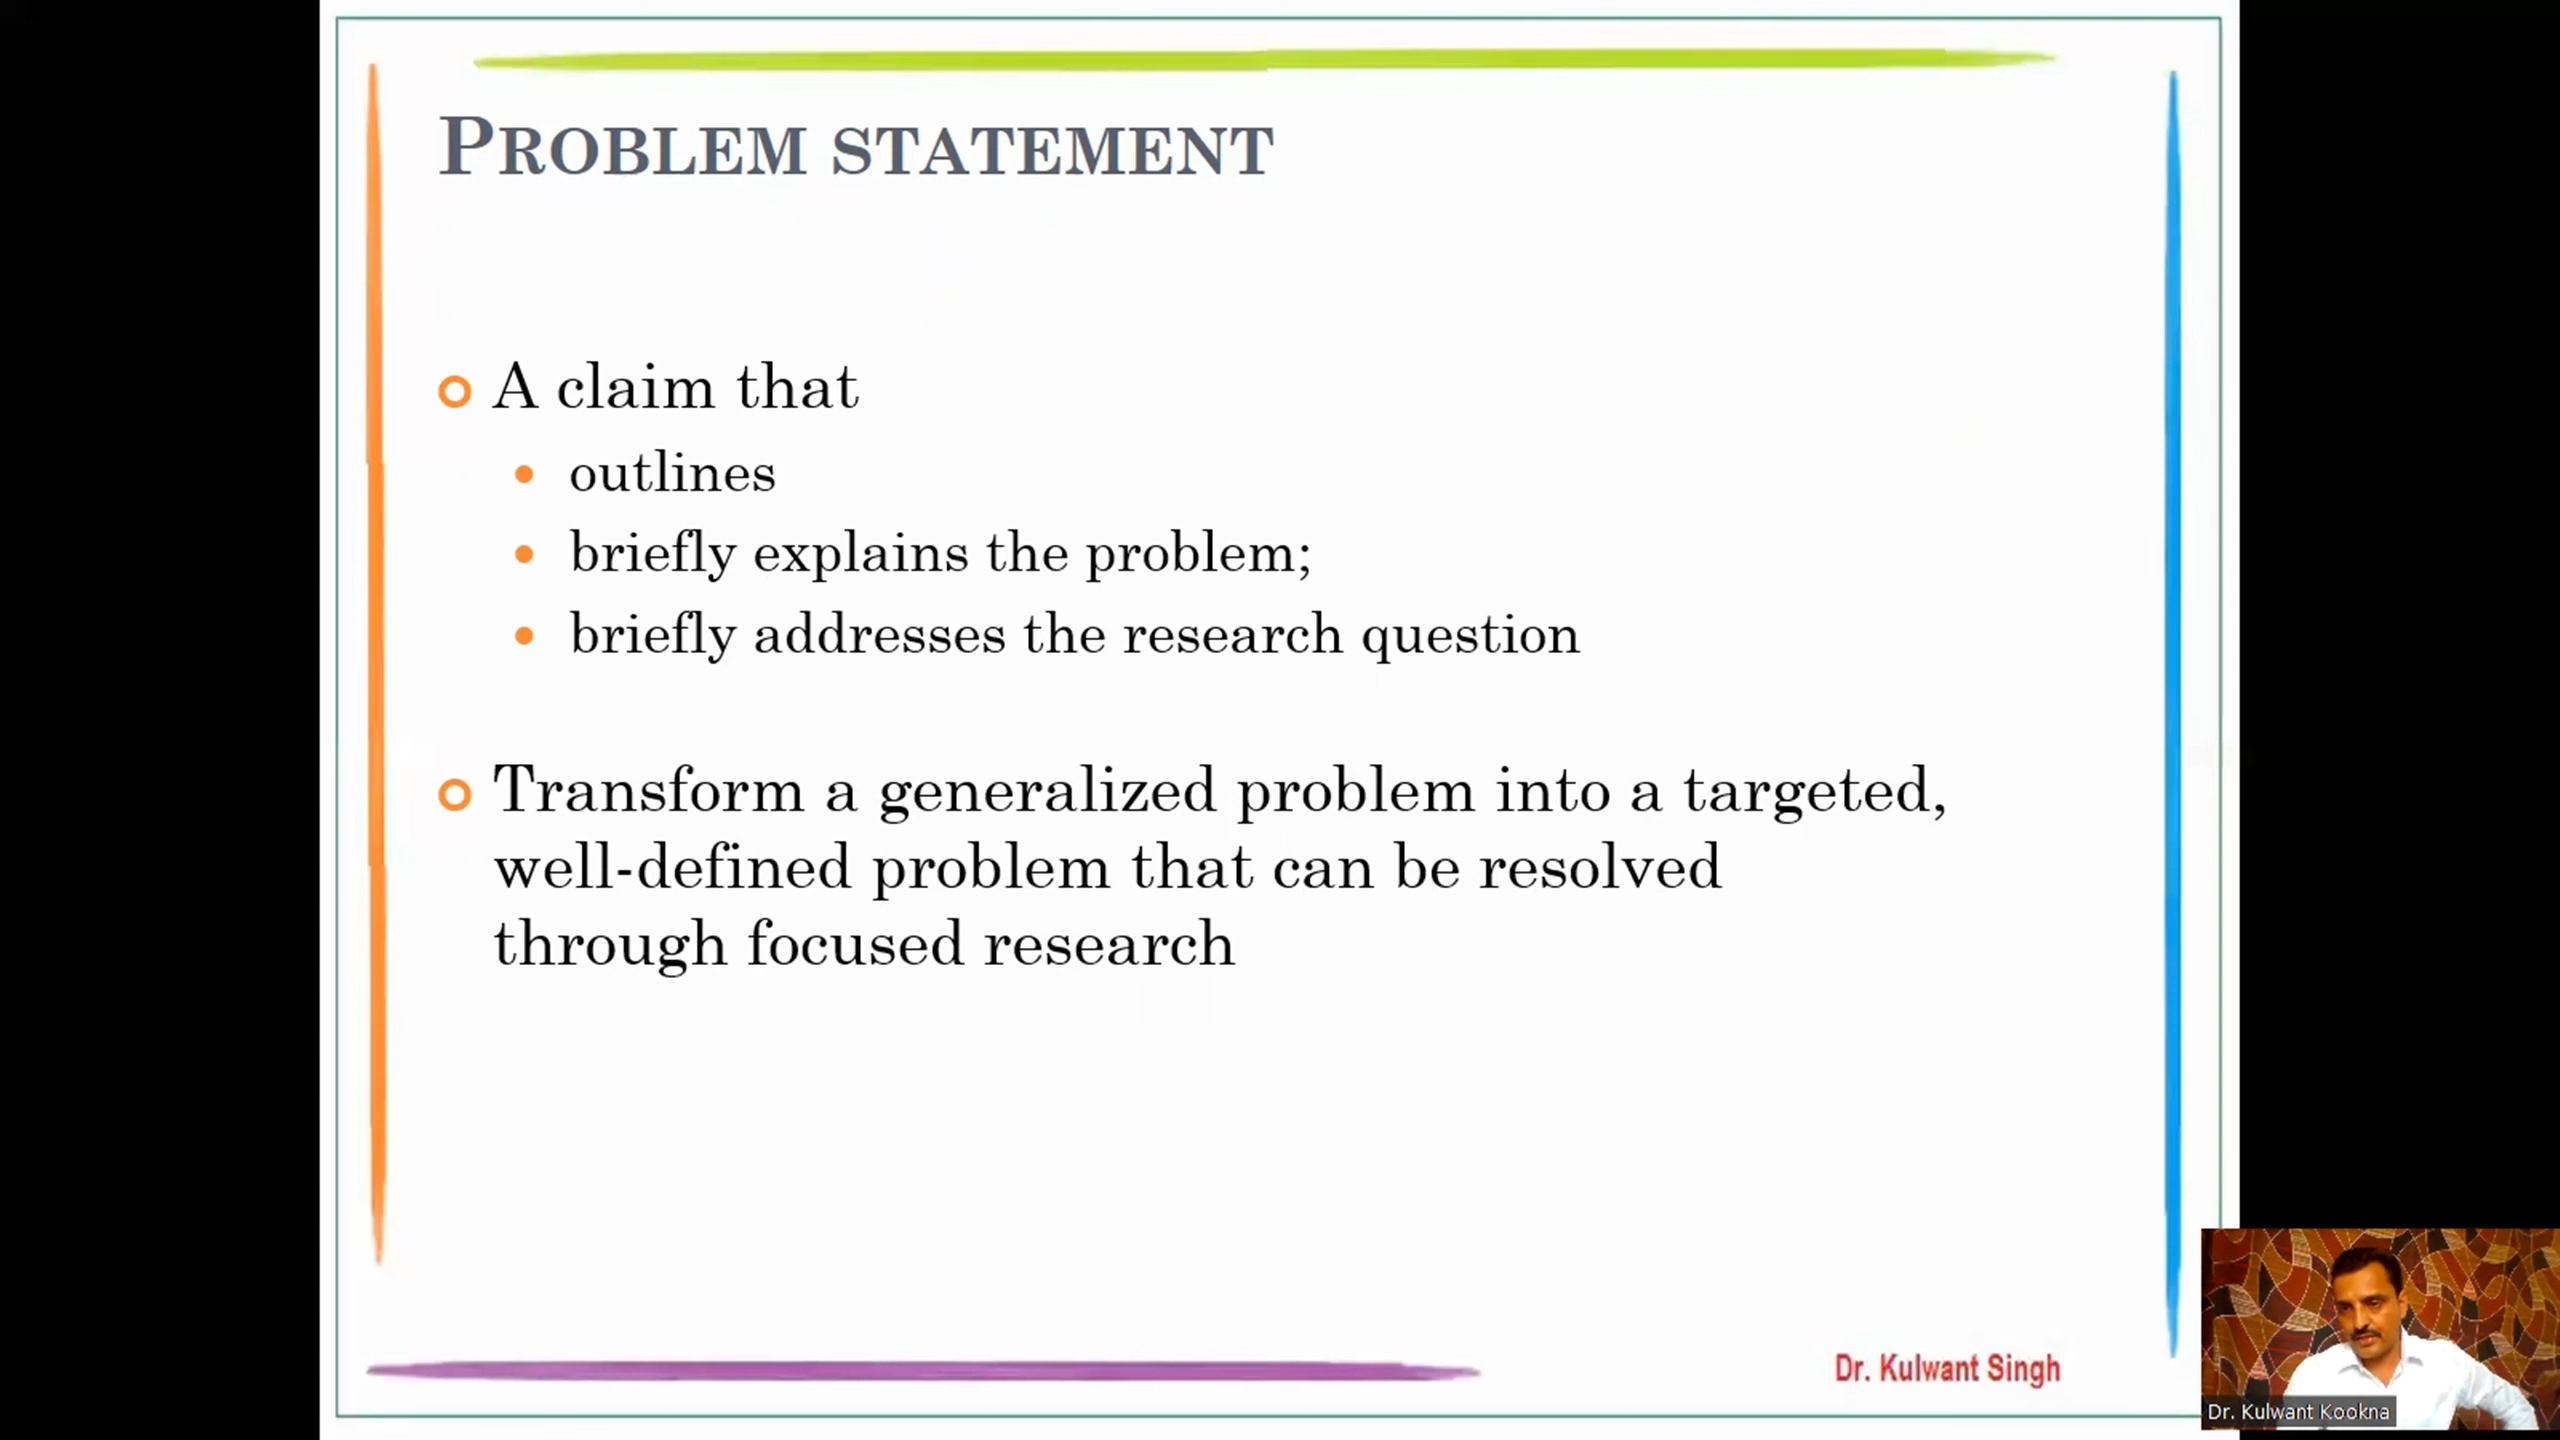 PROBLEM STATEMENT
A claim that
outlines
briefly explains the problem;
briefly addresses the research question
Transform a generalized problem into a targeted,
well-defined problem that can be resolved
through focused research
Dr. Kulwant Singh
Dr. Kulwant Kookna